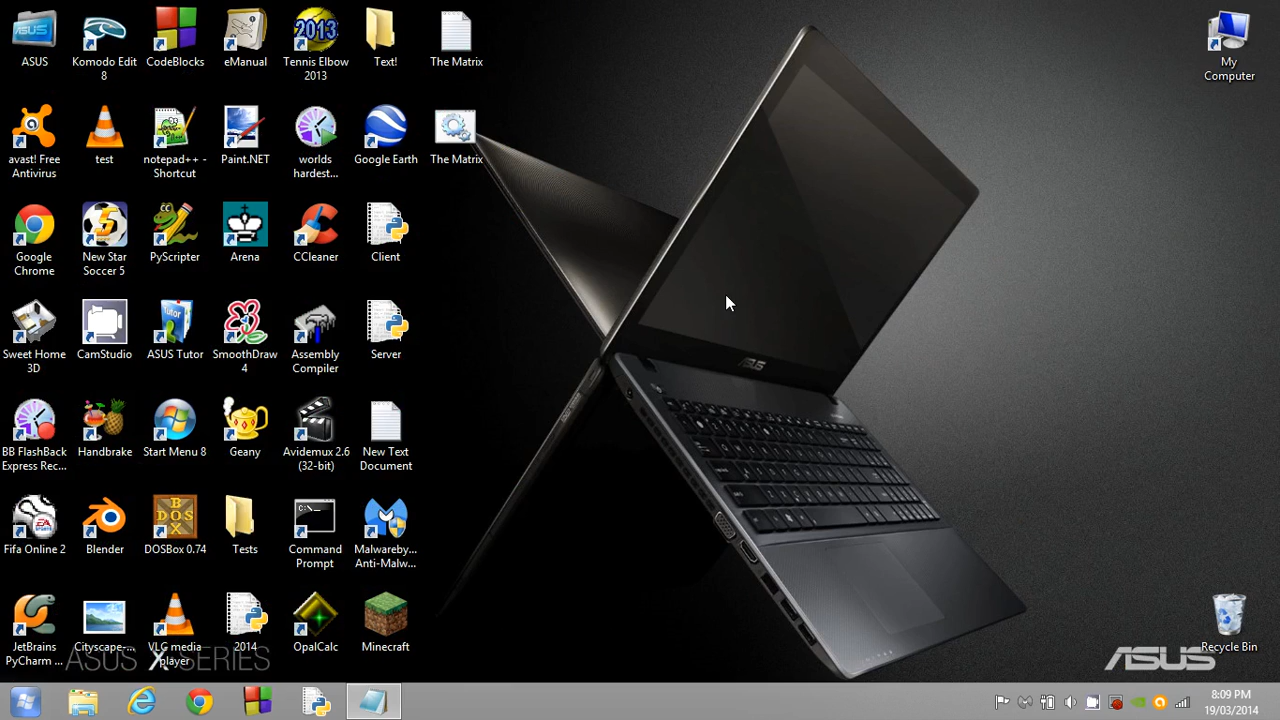 ASUS
Komodo Edit
8
CodeBlocks
eManual
2013
Tennis Elbow
2013
Text!
The Matrix
My
Computer
avast! Free
Antivirus
test
notepad++ -
Shortcut
Paint.NET
worlds
hardest...
Google Earth
The Matrix
Google
Chrome
New Star
Soccer 5
PyScripter
Arena
CCleaner
Client
Sweet Home
3D
CamStudio
ASUS Tutor
SmoothDraw
4
Assembly
Compiler
Server
BB FlashBack
Express Rec...
Handbrake
Start Menu 8
Geany
Avidemux 2.6
(32-bit)
New Text
Document
ASUS
Fifa Online 2
Blender
DOSBox 0.74
Tests
Command
Prompt
Malwareby...
Anti-Malw...
JetBrains
PyCharm ...
Cityscape-...
VLC media
player
2014
OpalCalc
Minecraft
Recycle Bin
ASUS X SERIES
ASUS
8:09 PM
19/03/2014